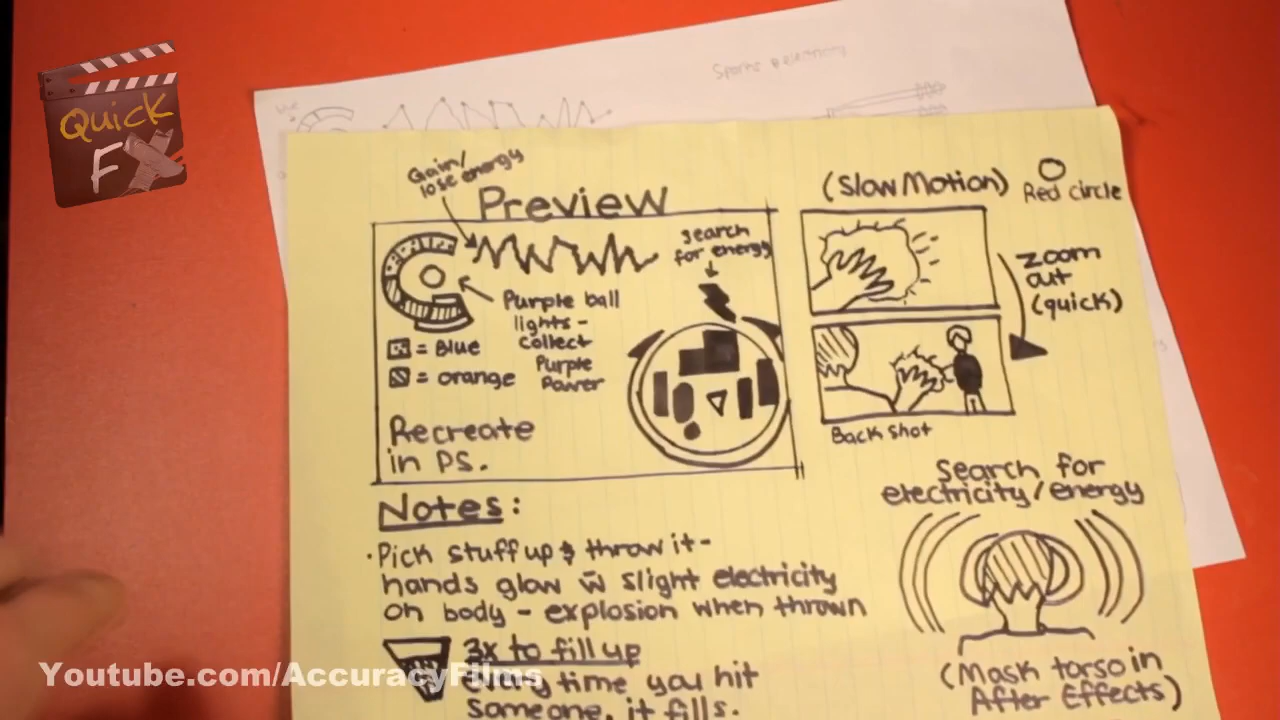 Quick
FX
Sparks & electricity
Gain/
lose energy
Preview
search
for energy
Purple ball
lights-
collect
Purple
Power
= Blue
= orange
Recreate
in PS.
(Slow Motion)
Red circle
zoom
out
(quick)
Back shot
Search for
electricity/energy
(Mask torso in
After Effects)
Notes:
· Pick stuff up & throw it-
hands glow w̄ slight electricity
on body - explosion when thrown
3x to fill up
every time you hit
someone, it fills.
Youtube.com/AccuracyFilms